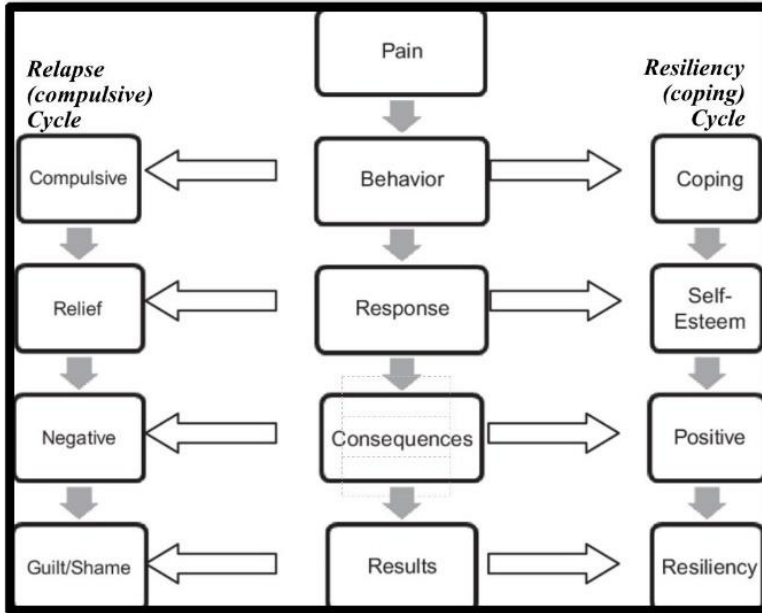 Pain
Relapse
(compulsive)
Cycle
Resiliency
(coping)
Cycle
Compulsive
Behavior
Coping
Relief
Response
Self-
Esteem
Negative
Consequences
Positive
Guilt/Shame
Results
Resiliency